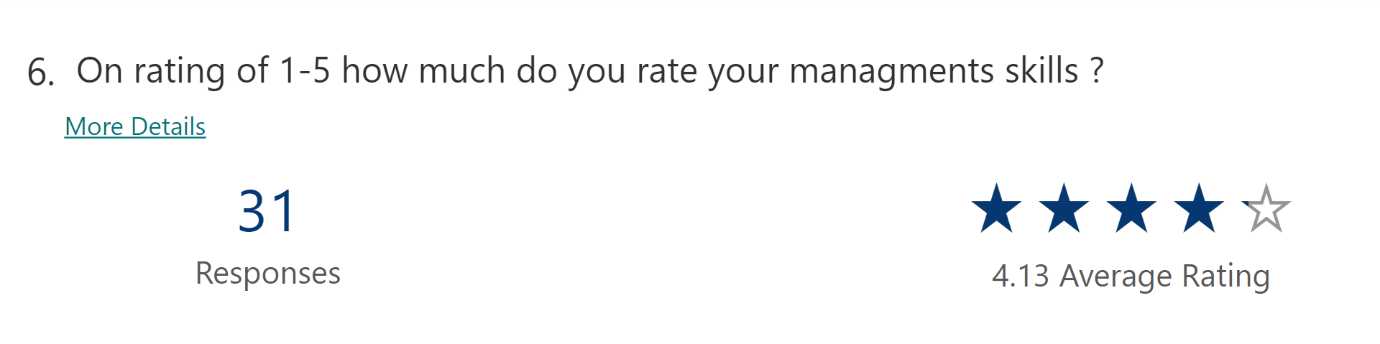 6. On rating of 1-5 how much do you rate your managments skills ?
More Details
31
Responses
4.13 Average Rating